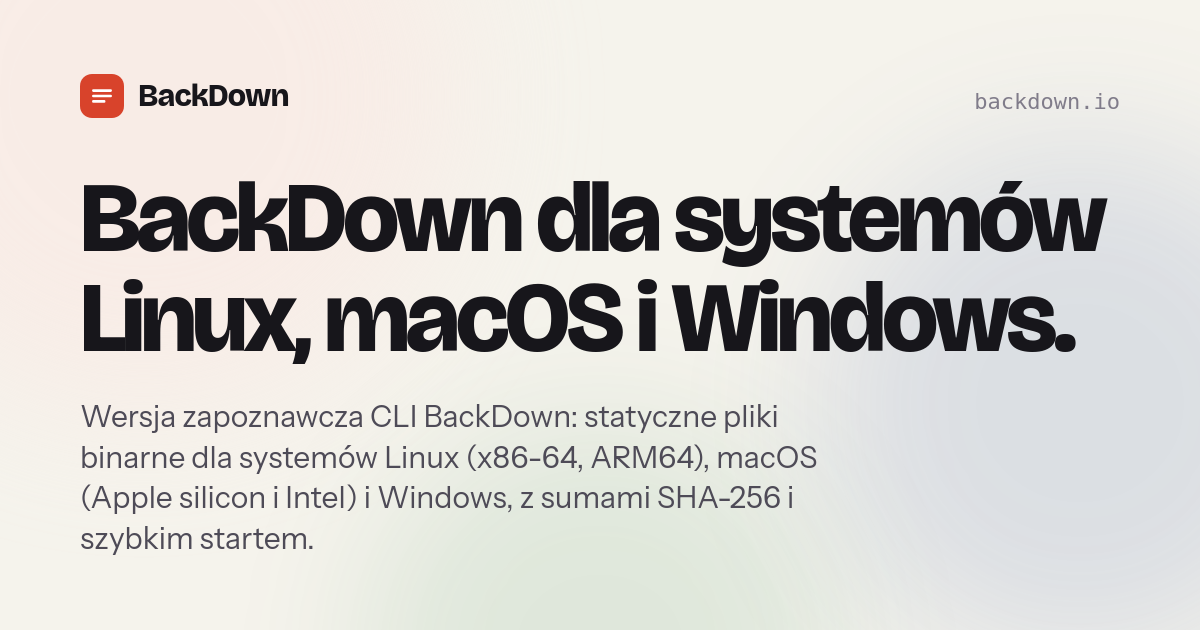 BackDown
backdown.io
BackDown dla systemów
Linux, macOS i Windows.
Wersja zapoznawcza CLI BackDown: statyczne pliki
binarne dla systemów Linux (x86-64, ARM64), macOS
(Apple silicon i Intel) i Windows, z sumami SHA-256 i
szybkim startem.